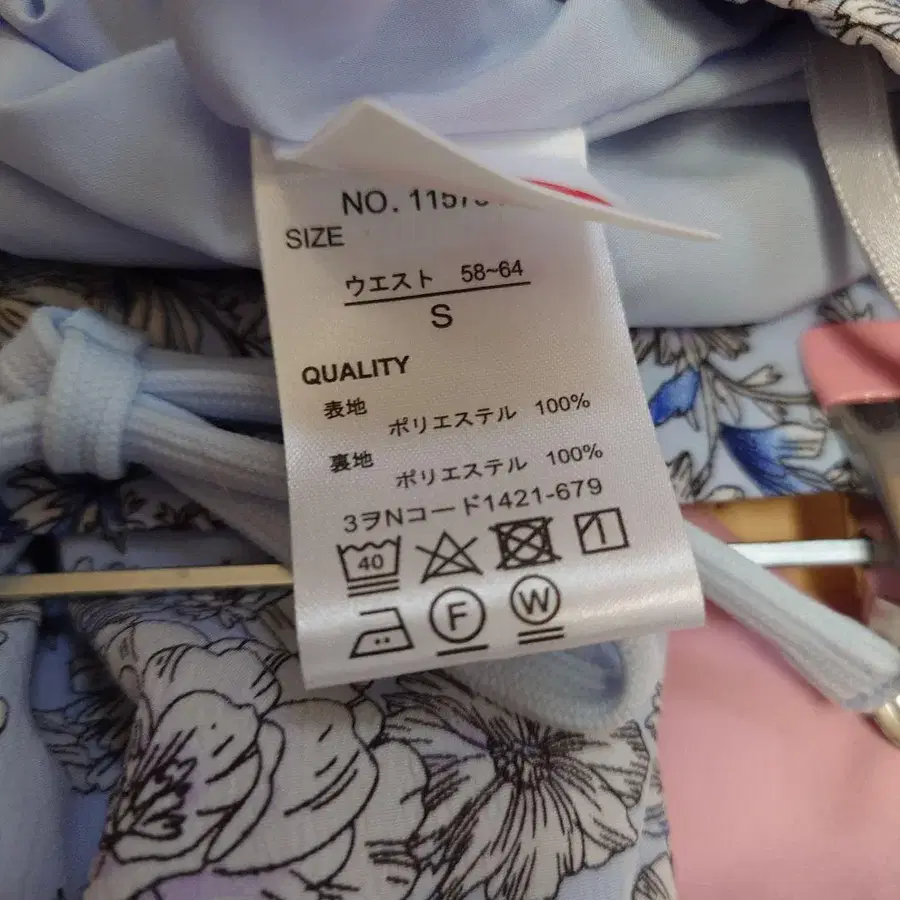 NO. 1157
SIZE
ウエスト 58~64
S
QUALITY
表地
ポリエステル 100%
裏地
ポリエステル 100%
3ヲNコード1421-679
40
F
W